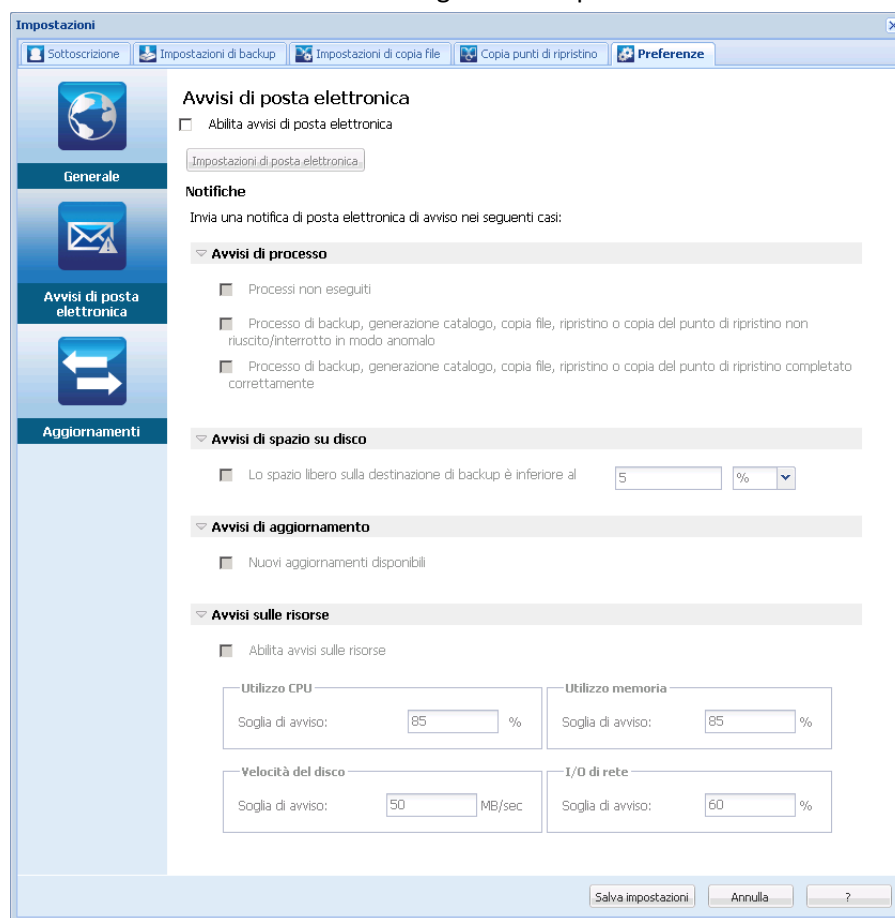 Impostazioni
Sottoscrizione
Impostazioni di backup
Impostazioni di copia file
Copia punti di ripristino
Preferenze
Generale
Avvisi di posta
elettronica
Aggiornamenti
Avvisi di posta elettronica
Abilita avvisi di posta elettronica
Impostazioni di posta elettronica
Notifiche
Invia una notifica di posta elettronica di avviso nei seguenti casi:
Avvisi di processo
Processi non eseguiti
Processo di backup, generazione catalogo, copia file, ripristino o copia del punto di ripristino non
riuscito/interrotto in modo anomalo
Processo di backup, generazione catalogo, copia file, ripristino o copia del punto di ripristino completato
correttamente
Avvisi di spazio su disco
Lo spazio libero sulla destinazione di backup è inferiore al 5 %
Avvisi di aggiornamento
Nuovi aggiornamenti disponibili
Avvisi sulle risorse
Abilita avvisi sulle risorse
Utilizzo CPU
Soglia di avviso: 85 %
Utilizzo memoria
Soglia di avviso: 85 %
Velocità del disco
Soglia di avviso: 50 MB/sec
I/O di rete
Soglia di avviso: 60 %
Salva impostazioni
Annulla
?